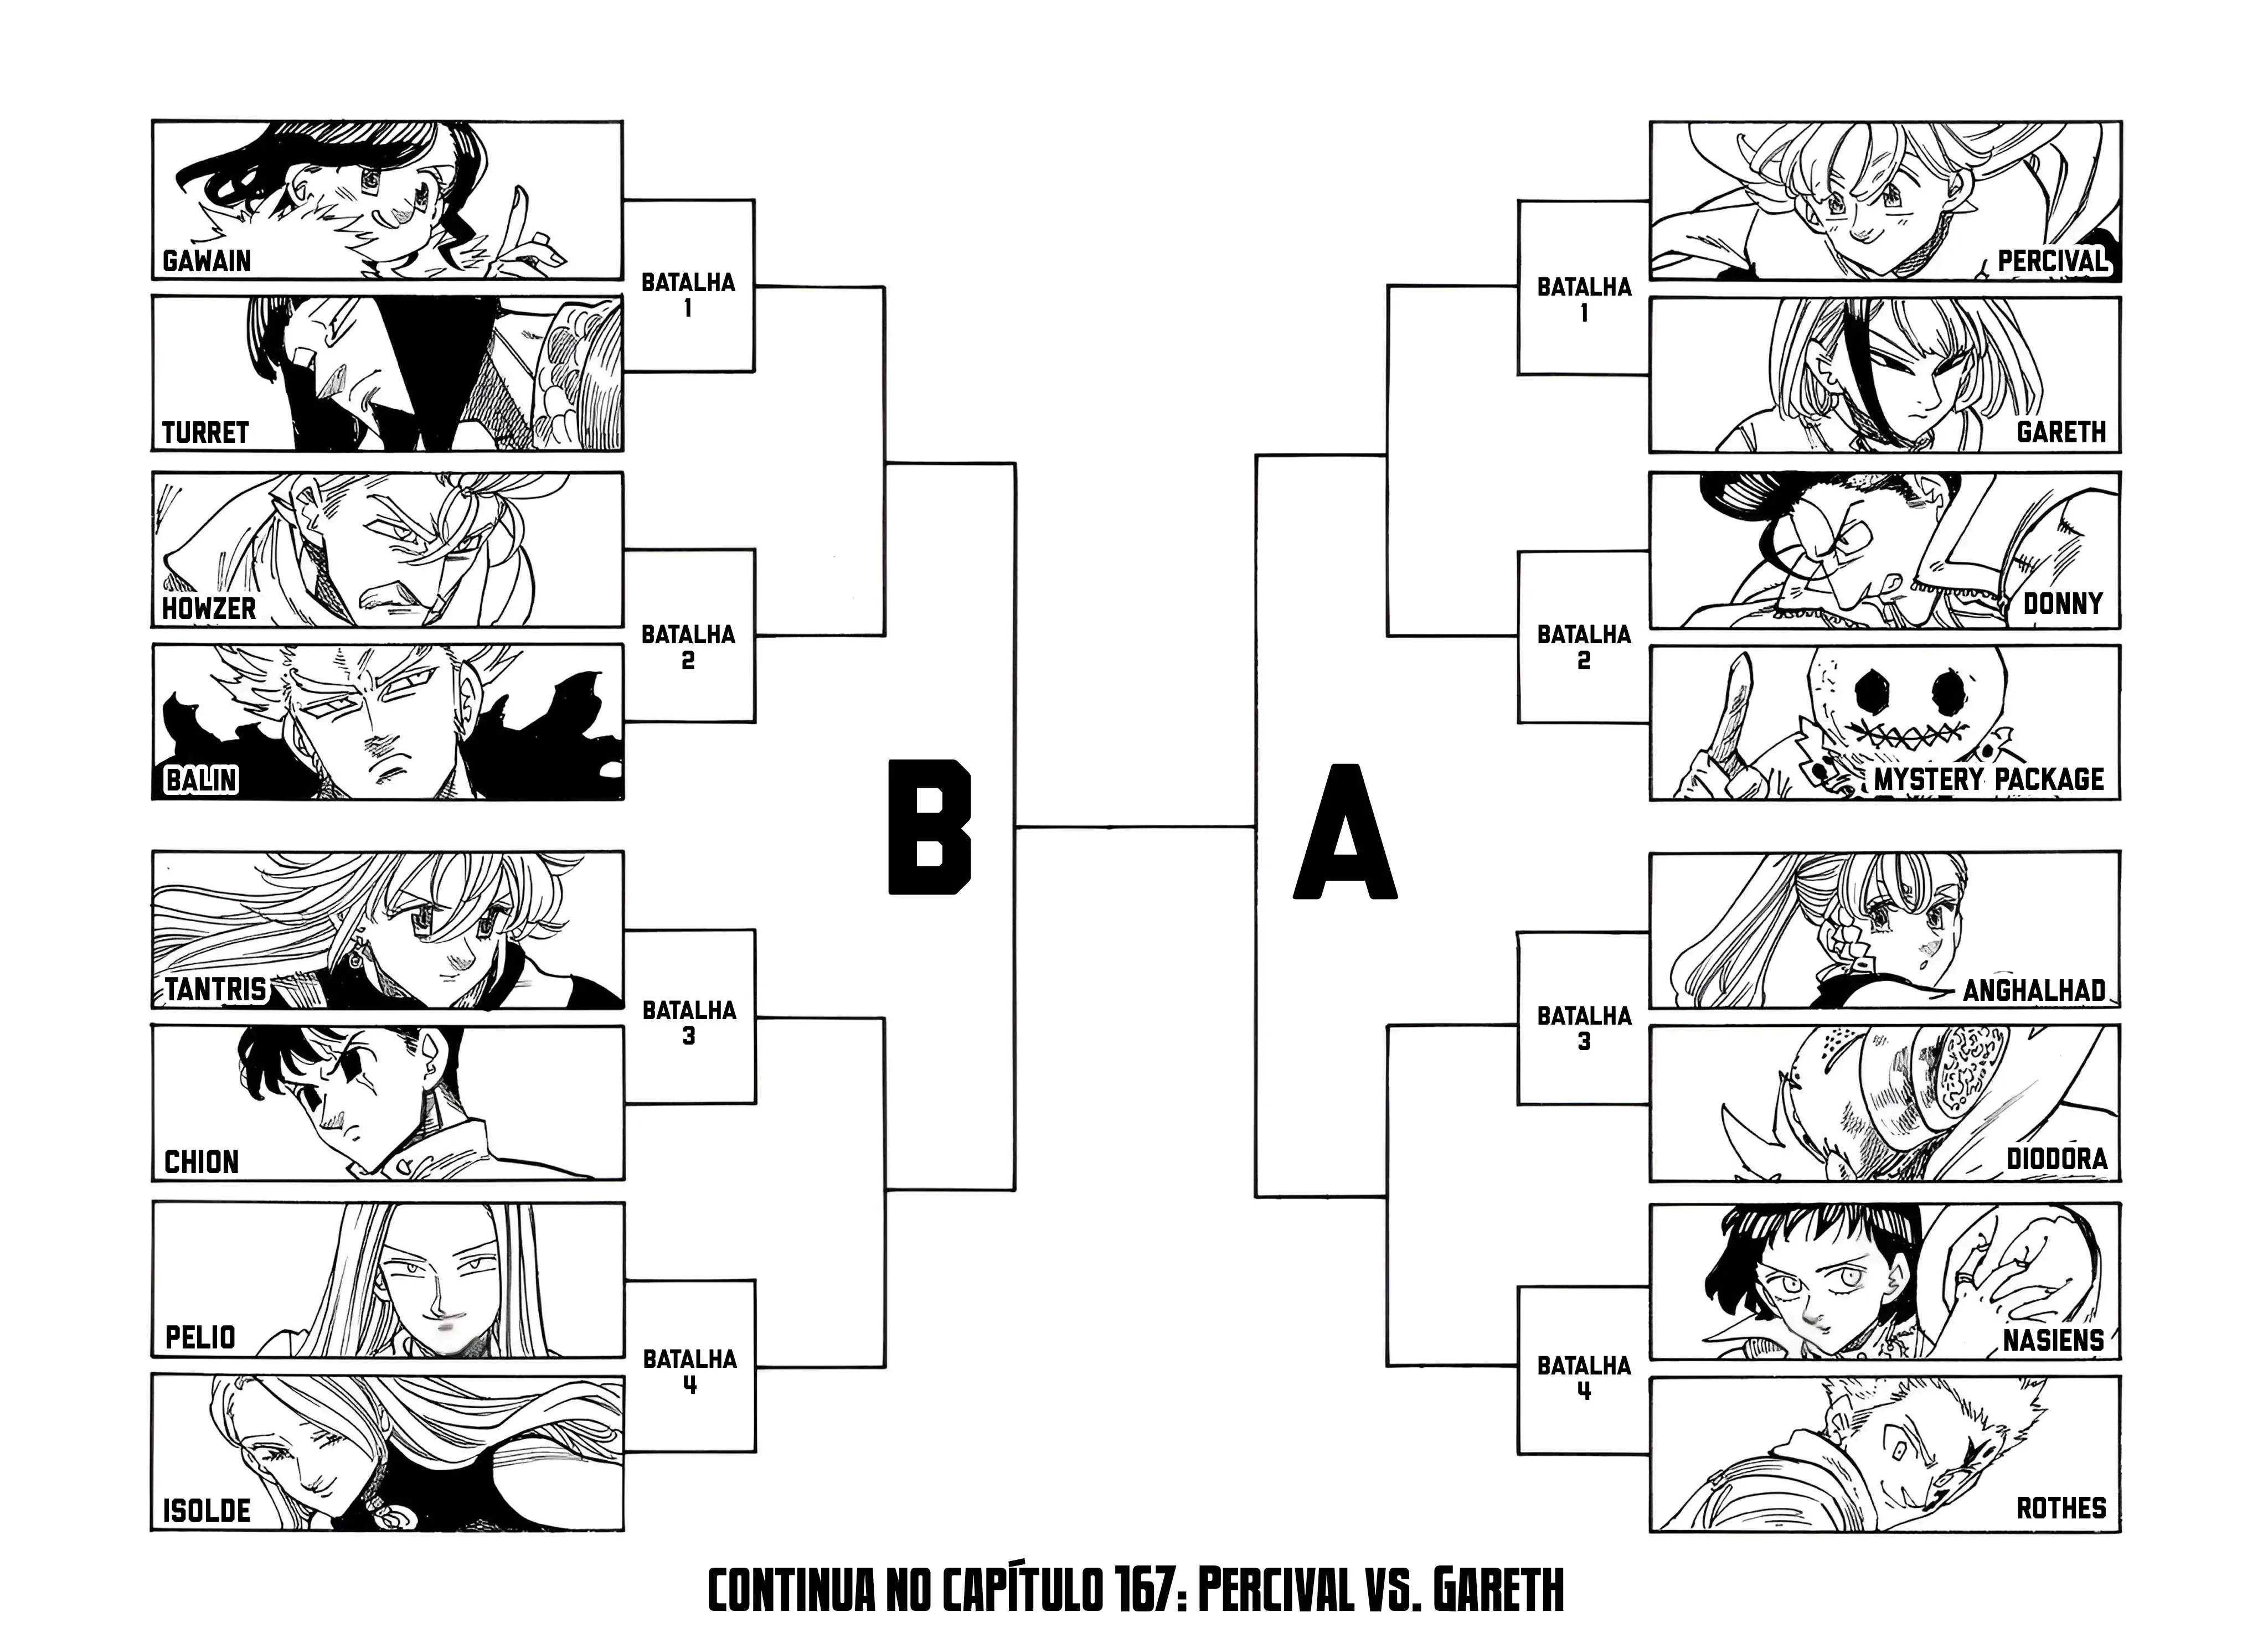 GAWAIN
TURRET
BATALHA
1
HOWZER
BALIN
BATALHA
2
B
TANTRIS
CHION
BATALHA
3
PELIO
ISOLDE
BATALHA
4
PERCIVAL
GARETH
BATALHA
1
DONNY
MYSTERY PACKAGE
BATALHA
2
A
ANGHALHAD
DIODORA
BATALHA
3
NASIENS
ROTHES
BATALHA
4
CONTINUA NO CAPÍTULO 167: PERCIVAL VS. GARETH